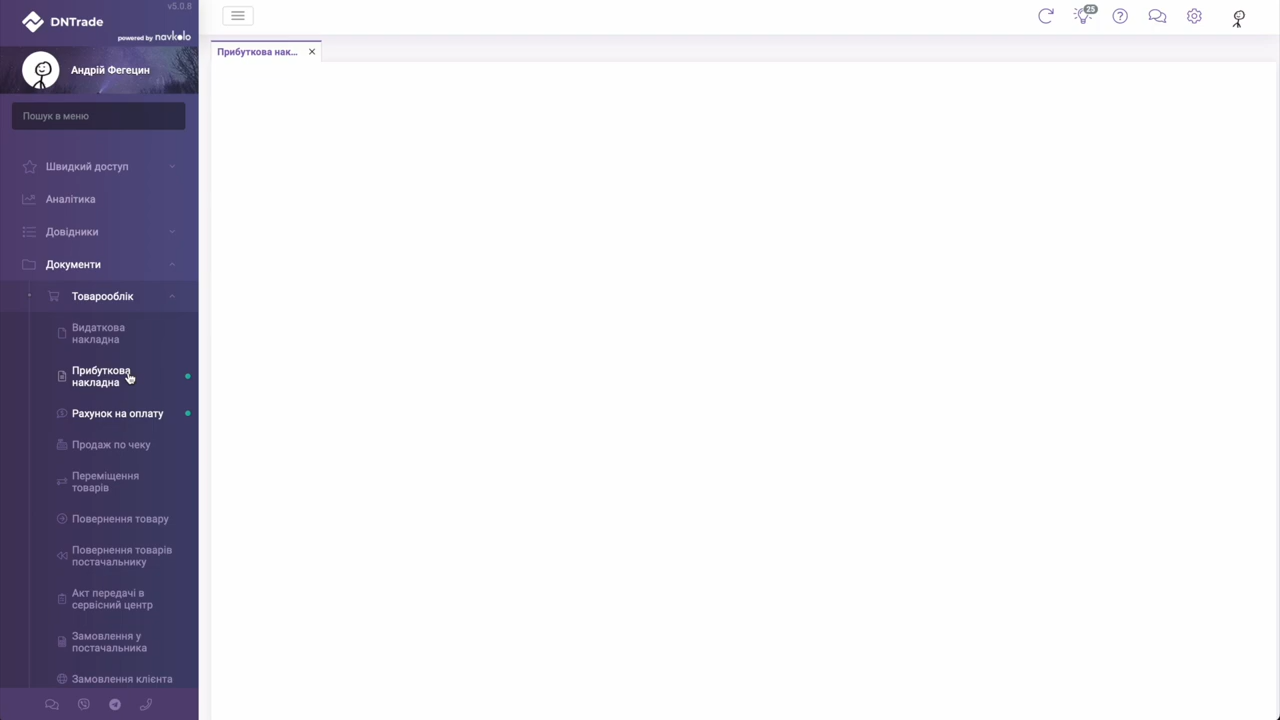 v5.0.8
DNTrade
powered by navkolo
Андрій Фегецин
Пошук в меню
Швидкий доступ
Аналітика
Довідники
Документи
Товарооблік
Видаткова
накладна
Прибуткова
накладна
Рахунок на оплату
Продаж по чеку
Переміщення
товарів
Повернення товару
Повернення товарів
постачальнику
Акт передачі в
сервісний центр
Замовлення у
постачальника
Замовлення клієнта
25
Прибуткова нак...